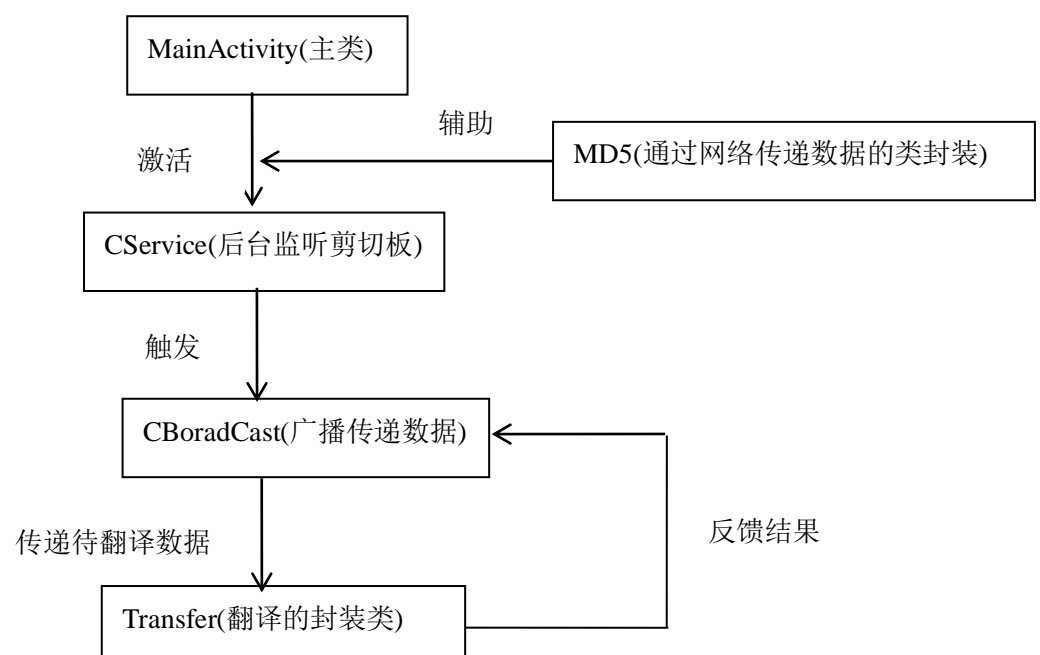 MainActivity(主类)
辅助
激活
MD5(通过网络传递数据的类封装)
CService(后台监听剪切板)
触发
CBoradCast(广播传递数据)
传递待翻译数据
反馈结果
Transfer(翻译的封装类)